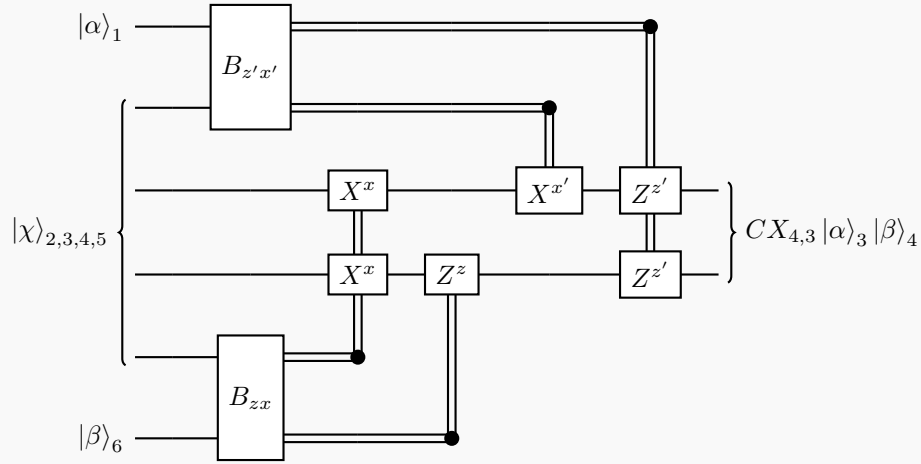 |α⟩₁
B_{z′x′}
X^x
X^{x′}
Z^{z′}
|χ⟩_{2,3,4,5}
CX_{4,3} |α⟩₃ |β⟩₄
X^x
Z^z
Z^{z′}
B_{zx}
|β⟩₆